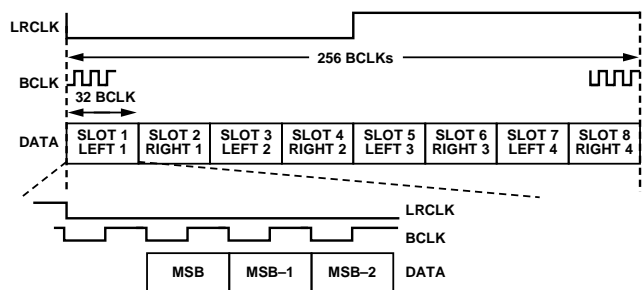 LRCLK
256 BCLKs
BCLK
32 BCLK
DATA
SLOT 1
LEFT 1
SLOT 2
RIGHT 1
SLOT 3
LEFT 2
SLOT 4
RIGHT 2
SLOT 5
LEFT 3
SLOT 6
RIGHT 3
SLOT 7
LEFT 4
SLOT 8
RIGHT 4
LRCLK
BCLK
MSB
MSB–1
MSB–2
DATA